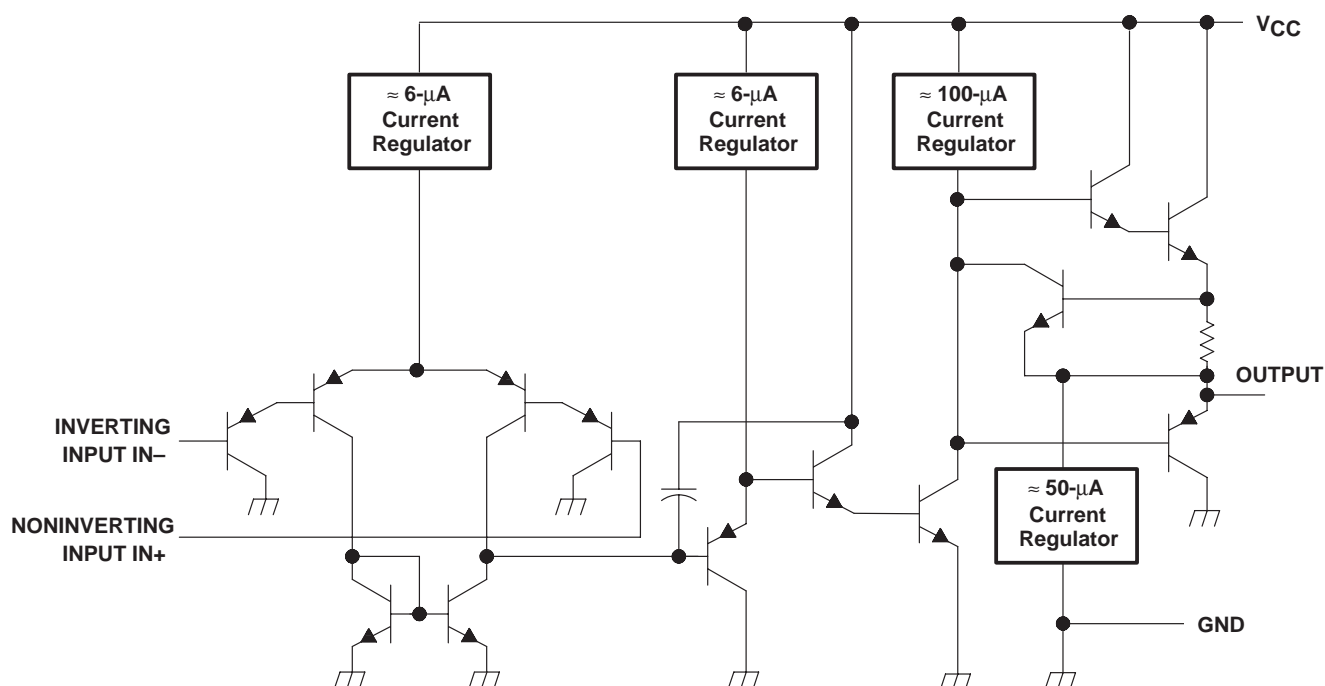 VCC
≈ 6-μA
Current
Regulator
≈ 6-μA
Current
Regulator
≈ 100-μA
Current
Regulator
OUTPUT
INVERTING
INPUT IN–
≈ 50-μA
Current
Regulator
NONINVERTING
INPUT IN+
GND